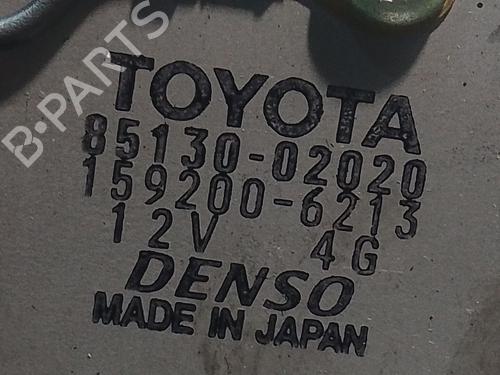 B-PARTS
TOYOTA
85130-02020
159200-6213
12V 4G
DENSO
MADE IN JAPAN